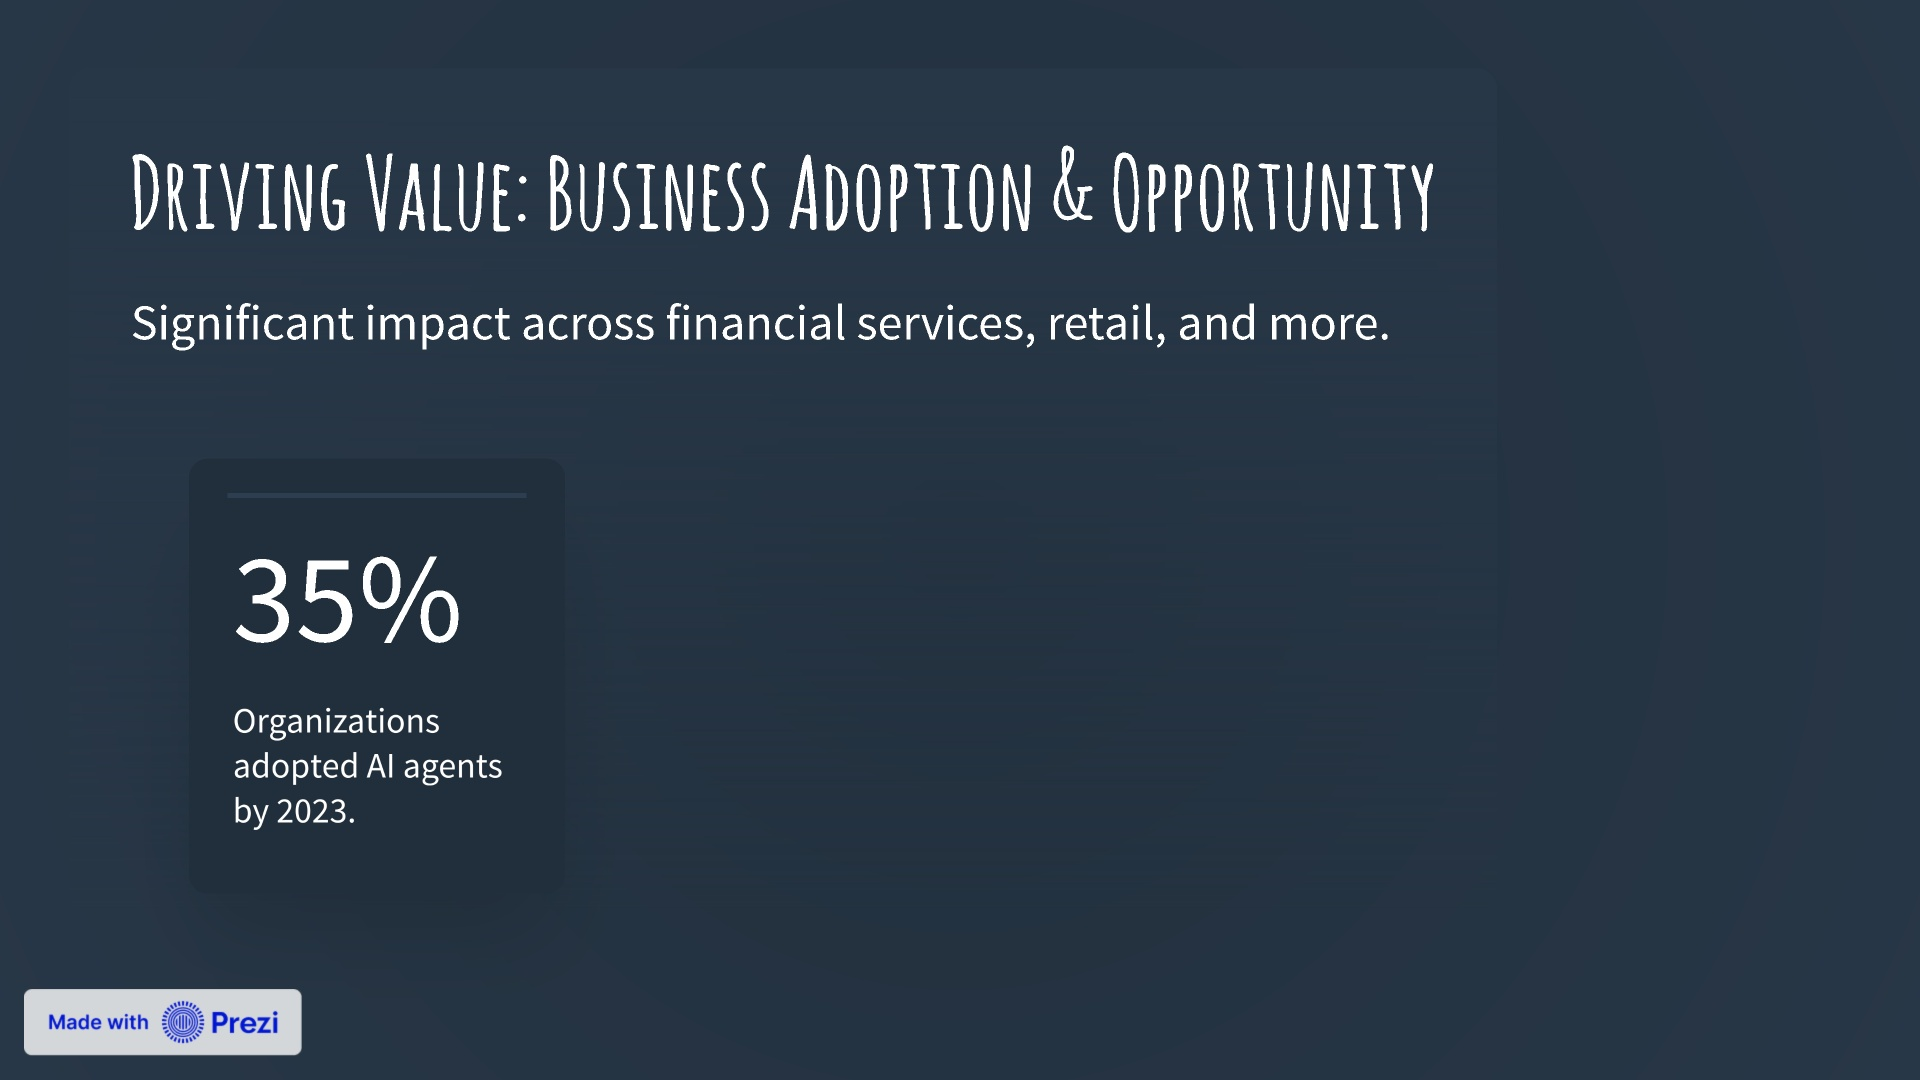 Driving Value: Business Adoption & Opportunity
Significant impact across financial services, retail, and more.
35%
Organizations
adopted AI agents
by 2023.
Made with Prezi